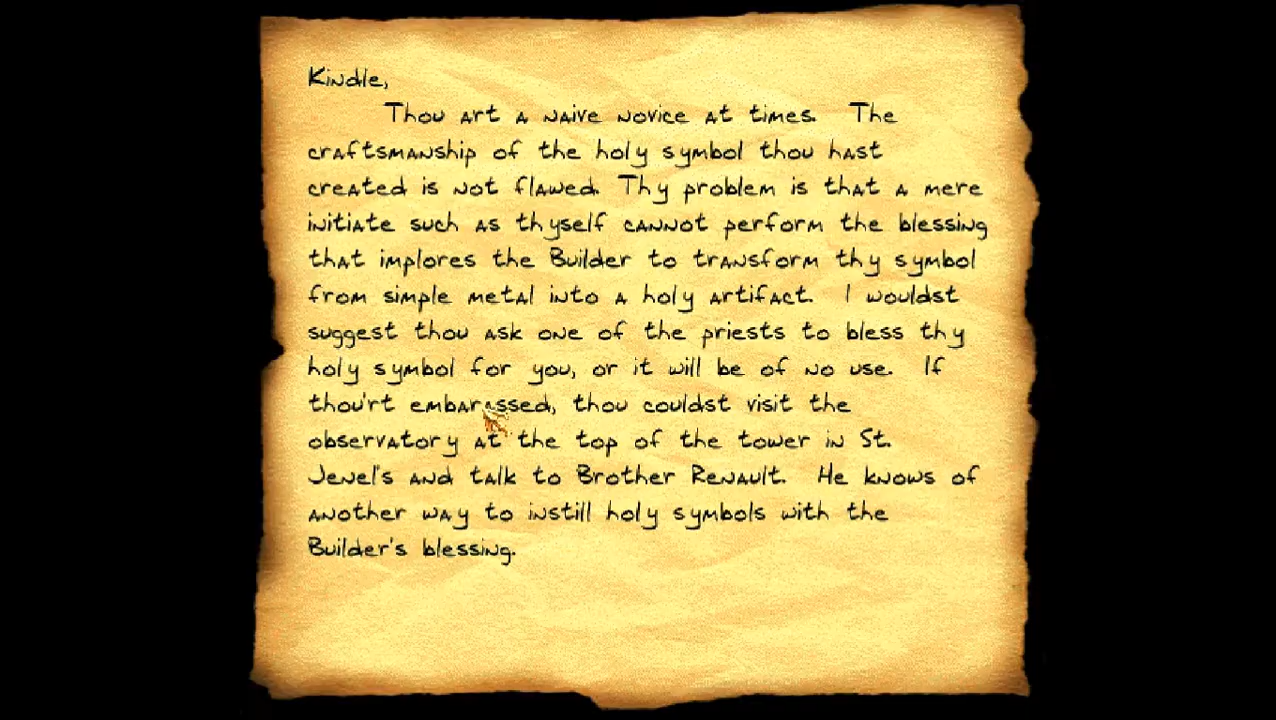 Kindle,
Thou art a naive novice at times. The
craftsmanship of the holy symbol thou hast
created is not flawed. Thy problem is that a mere
initiate such as thyself cannot perform the blessing
that implores the Builder to transform thy symbol
from simple metal into a holy artifact. I wouldst
suggest thou ask one of the priests to bless thy
holy symbol for you, or it will be of no use. If
thou'rt embarassed, thou couldst visit the
observatory at the top of the tower in St.
Jenel's and talk to Brother Renault. He knows of
another way to instill holy symbols with the
Builder's blessing.